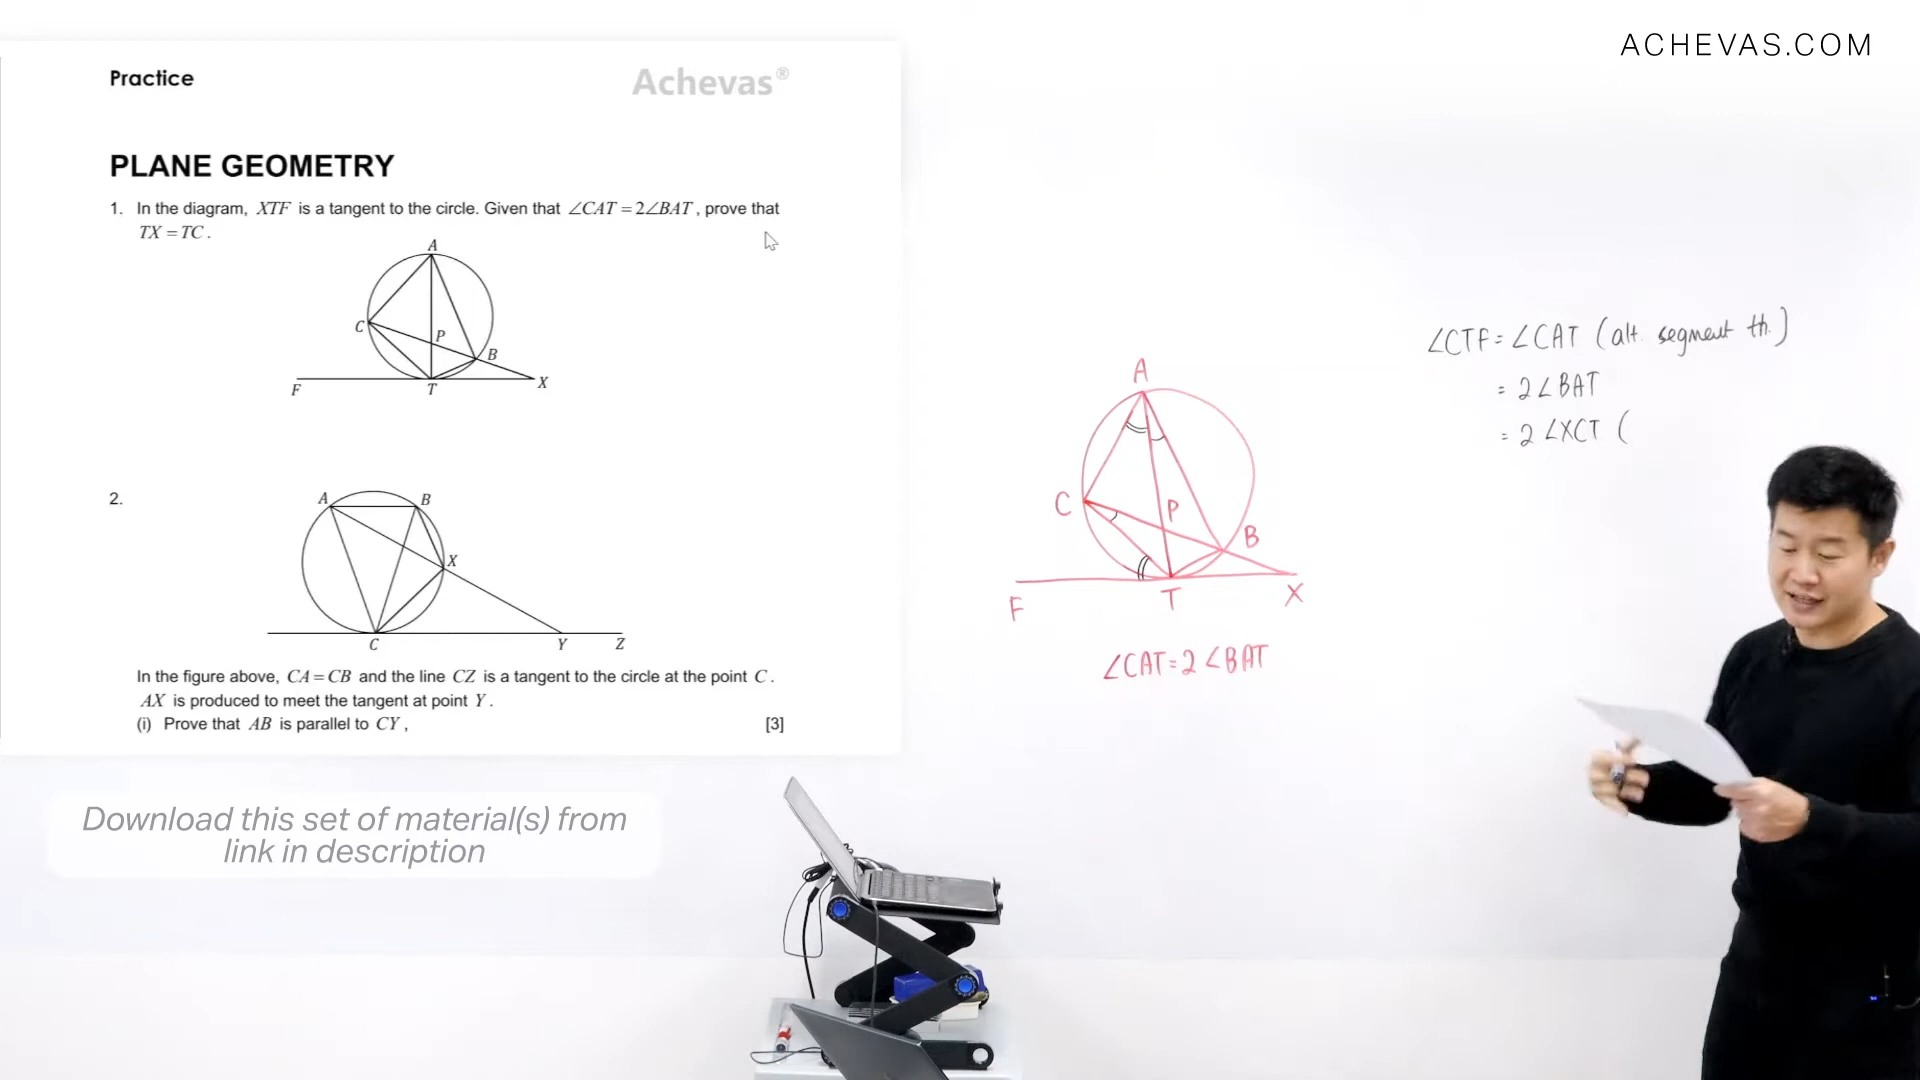 ACHEVAS.COM
Practice
Achevas®
PLANE GEOMETRY
1. In the diagram, XTF is a tangent to the circle. Given that ∠CAT = 2∠BAT, prove that
TX = TC.
A
C
P
B
F
T
X
2.
A
B
X
C
Y
Z
In the figure above, CA = CB and the line CZ is a tangent to the circle at the point C.
AX is produced to meet the tangent at point Y.
(i) Prove that AB is parallel to CY, [3]
Download this set of material(s) from
link in description
A
C
P
B
F
T
X
∠CAT = 2∠BAT
∠CTF = ∠CAT (alt. segment th.)
= 2∠BAT
= 2∠XCT (